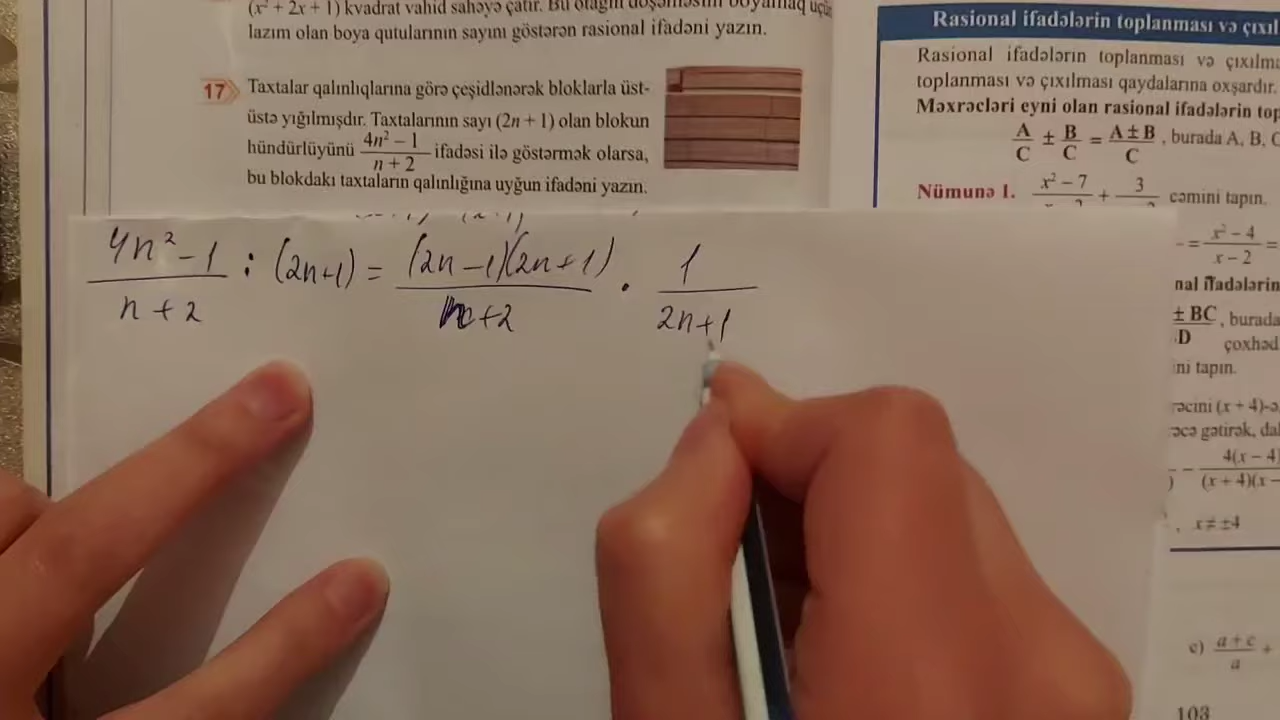 (x² + 2x + 1) kvadrat vahid sahəyə çatır. Bu otağın döşəməsini boyamaq üçün
lazım olan boya qutularının sayını göstərən rasional ifadəni yazın.
17 Taxtalar qalınlıqlarına görə çeşidlənərək bloklarla üst-
üstə yığılmışdır. Taxtalarının sayı (2n + 1) olan blokun
hündürlüyünü (4n² − 1)/(n + 2) ifadəsi ilə göstərmək olarsa,
bu blokdakı taxtaların qalınlığına uyğun ifadəni yazın.
(4n² − 1)/(n + 2) : (2n+1) = (2n−1)(2n+1)/(n+2) · 1/(2n+1)
Rasional ifadələrin toplanması və çıxıl
Rasional ifadələrin toplanması və çıxılma
toplanması və çıxılması qaydalarına oxşardır.
Məxrəcləri eyni olan rasional ifadələrin top
A/C ± B/C = (A ± B)/C, burada A, B, C
Nümunə 1. x² − 7 + 3 cəmini tapın.
= (x² − 4)/(x − 2) =
nal ifadələrin
± BC/D, burada
çoxhəd
ni tapın.
rəcini (x + 4)-ə
əcə gətirək, dal
) − 4(x − 4)/(x + 4)(x −
, x ≠ ±4
c) (a + c)/a +
103